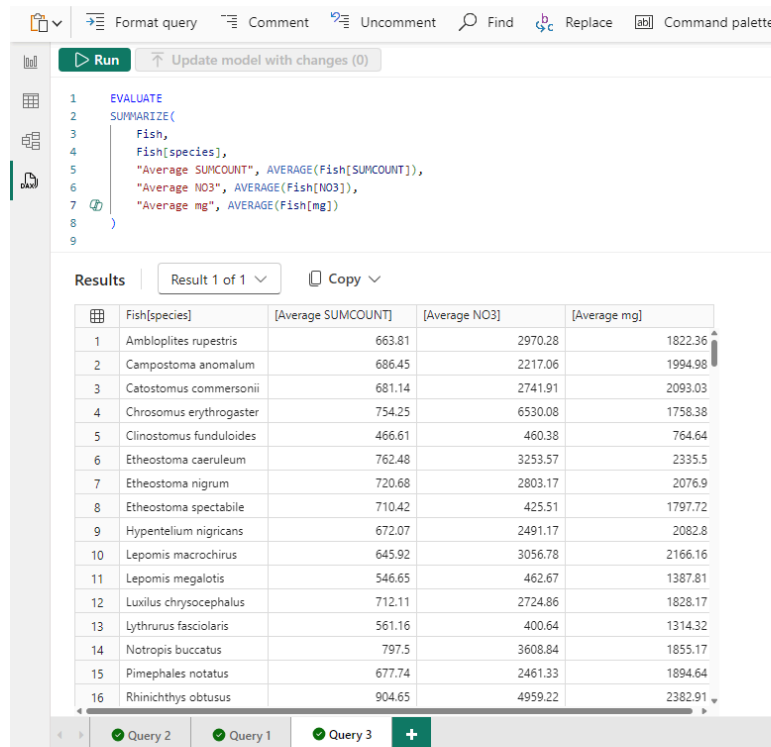 Format query Comment Uncomment Find Replace Command palette
Run Update model with changes (0)
1 EVALUATE
2 SUMMARIZE(
3 Fish,
4 Fish[species],
5 "Average SUMCOUNT", AVERAGE(Fish[SUMCOUNT]),
6 "Average NO3", AVERAGE(Fish[NO3]),
7 "Average mg", AVERAGE(Fish[mg])
8 )
9
DAX
Results Result 1 of 1 Copy
Fish[species] [Average SUMCOUNT] [Average NO3] [Average mg]
1 Ambloplites rupestris 663.81 2970.28 1822.36
2 Campostoma anomalum 686.45 2217.06 1994.98
3 Catostomus commersonii 681.14 2741.91 2093.03
4 Chrosomus erythrogaster 754.25 6530.08 1758.38
5 Clinostomus funduloides 466.61 460.38 764.64
6 Etheostoma caeruleum 762.48 3253.57 2335.5
7 Etheostoma nigrum 720.68 2803.17 2076.9
8 Etheostoma spectabile 710.42 425.51 1797.72
9 Hypentelium nigricans 672.07 2491.17 2082.8
10 Lepomis macrochirus 645.92 3056.78 2166.16
11 Lepomis megalotis 546.65 462.67 1387.81
12 Luxilus chrysocephalus 712.11 2724.86 1828.17
13 Lythrurus fasciolaris 561.16 400.64 1314.32
14 Notropis buccatus 797.5 3608.84 1855.17
15 Pimephales notatus 677.74 2461.33 1894.64
16 Rhinichthys obtusus 904.65 4959.22 2382.91
Query 2 Query 1 Query 3 +